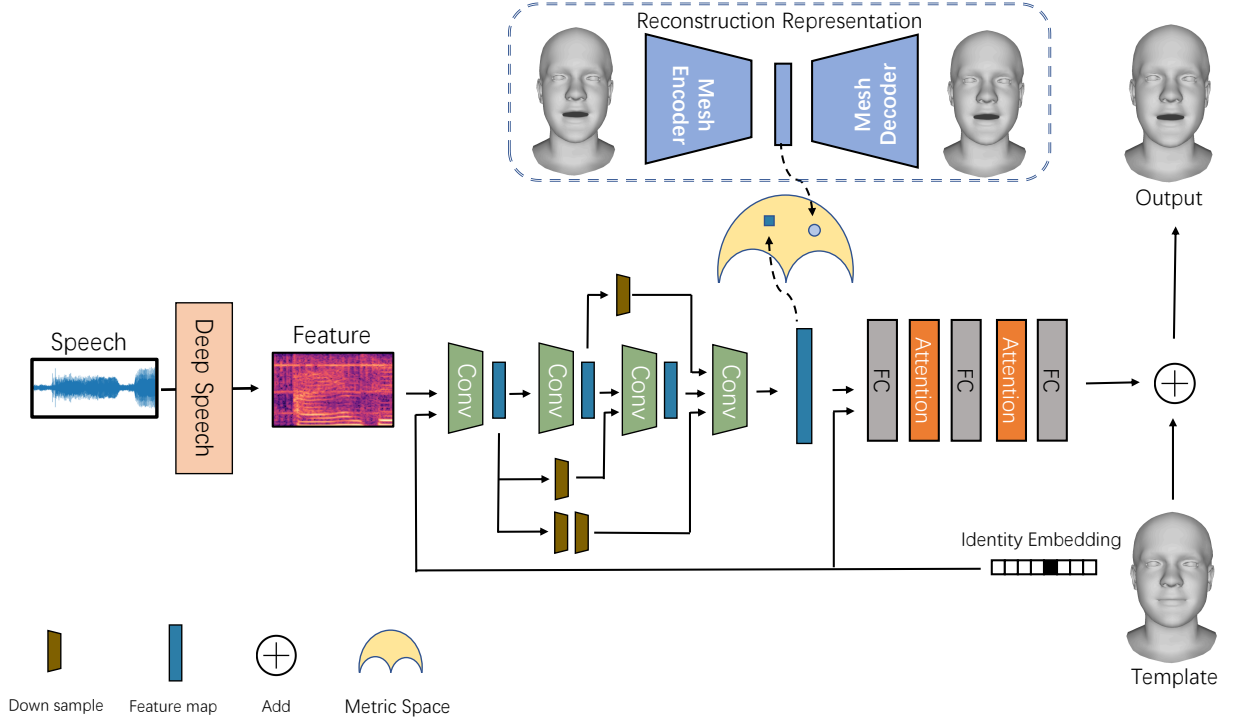 Reconstruction Representation
Mesh
Encoder
Mesh
Decoder
Output
Speech
Deep Speech
Feature
Conv
Conv
Conv
Conv
FC
Attention
FC
Attention
FC
Identity Embedding
Template
Down sample
Feature map
Add
Metric Space